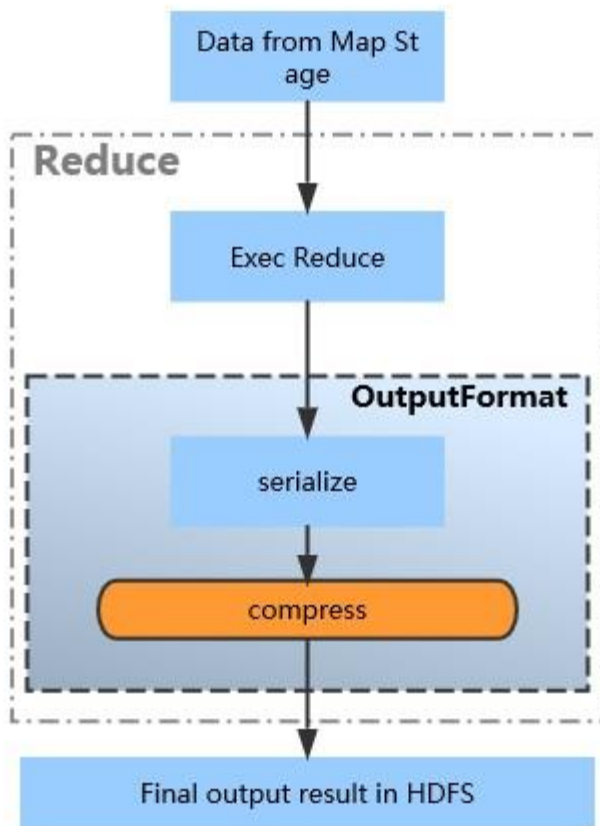 Data from Map St
age
Reduce
Exec Reduce
OutputFormat
serialize
compress
Final output result in HDFS